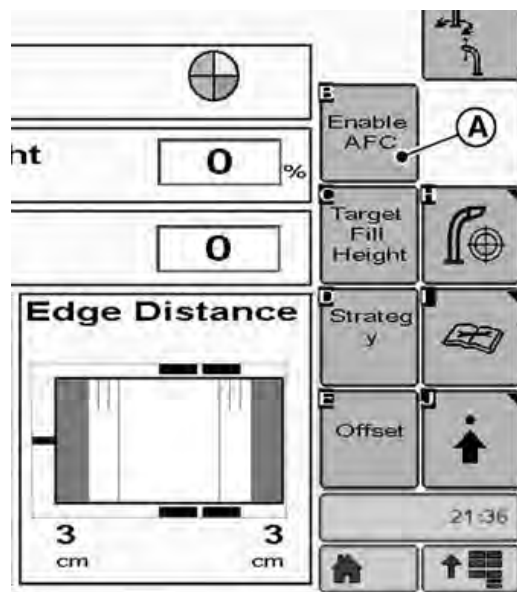 B
Enable
AFC
A
ht
0
%
C
Target
Fill
Height
H
0
D
Strateg
y
Edge Distance
E
Offset
J
3
3
cm
cm
21:36